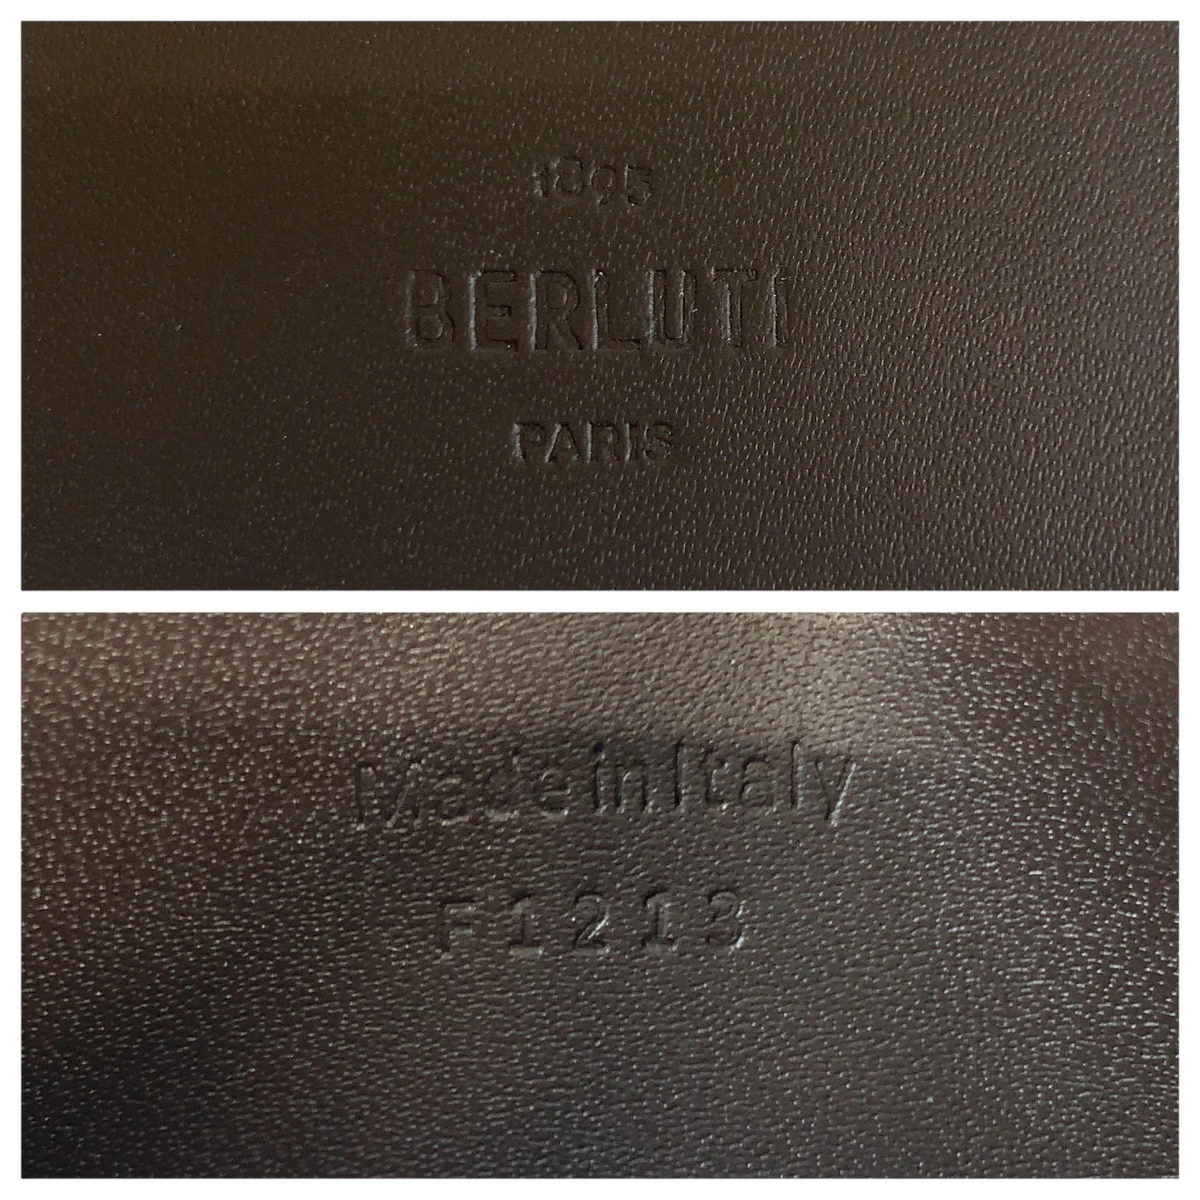 1895
BERLUTI
PARIS
Made in Italy
F1213